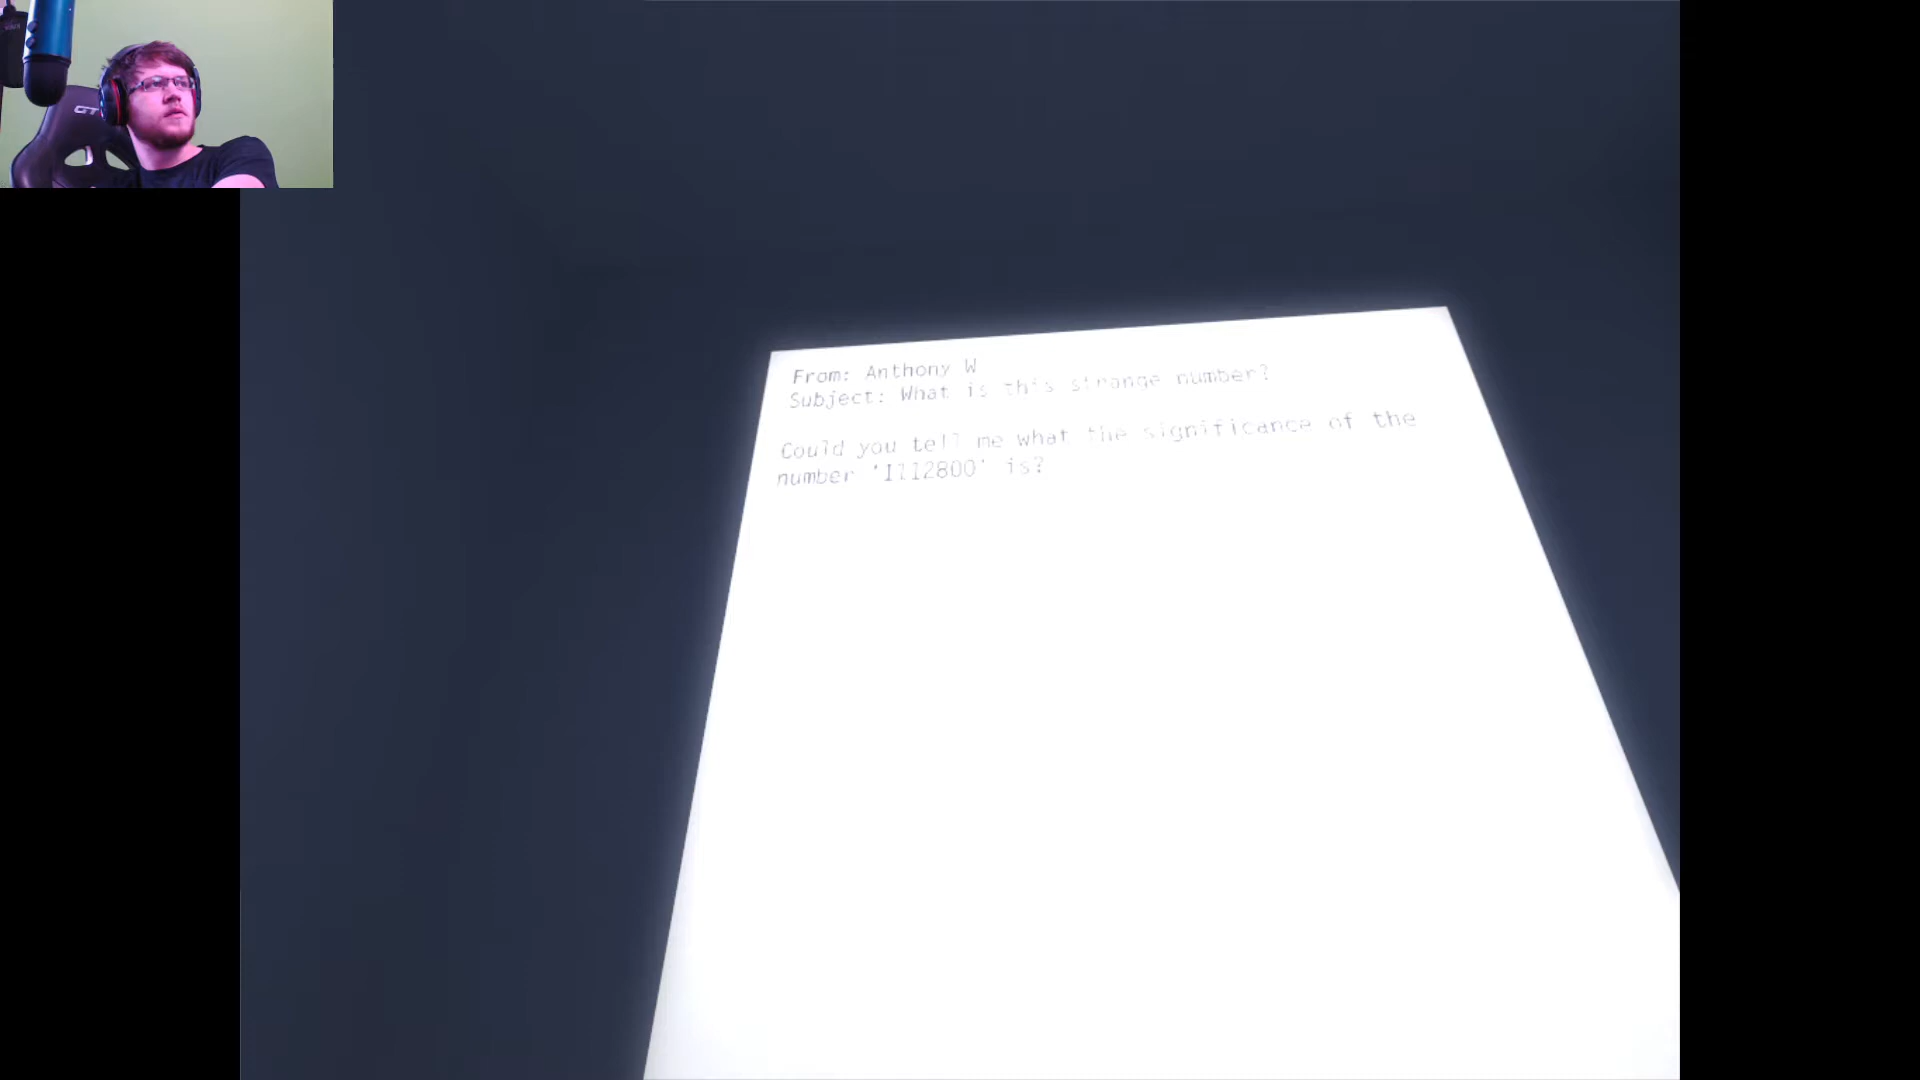 GT
From: Anthony W
Subject: What is this strange number?
Could you tell me what the significance of the
number '1112800' is?